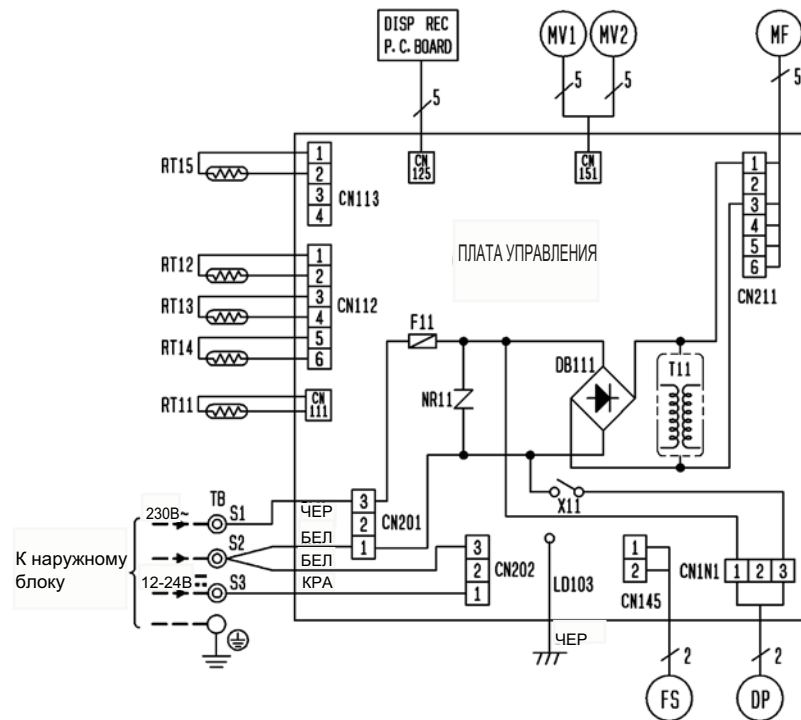 DISP REC
P. C. BOARD
MV1
MV2
MF
5
5
5
5
RT15
1
2
3
4
CN113
CN
125
CN
151
1
2
3
4
5
6
CN211
ПЛАТА УПРАВЛЕНИЯ
RT12
RT13
RT14
1
2
3
4
5
6
CN112
F11
DB111
T11
NR11
RT11
CN
111
X11
TB
230В~
S1
ЧЕР
3
2
1
CN201
S2
БЕЛ
БЕЛ
К наружному
блоку
12-24В
S3
КРА
3
2
1
CN202
LD103
ЧЕР
1
2
CN145
CN1N1
1
2
3
2
2
FS
DP